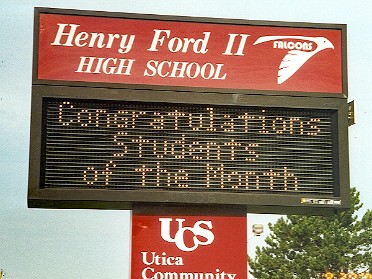 Henry Ford II
FALCONS
HIGH SCHOOL
Congratulations
Students
of the Month
UCS
Utica
Community